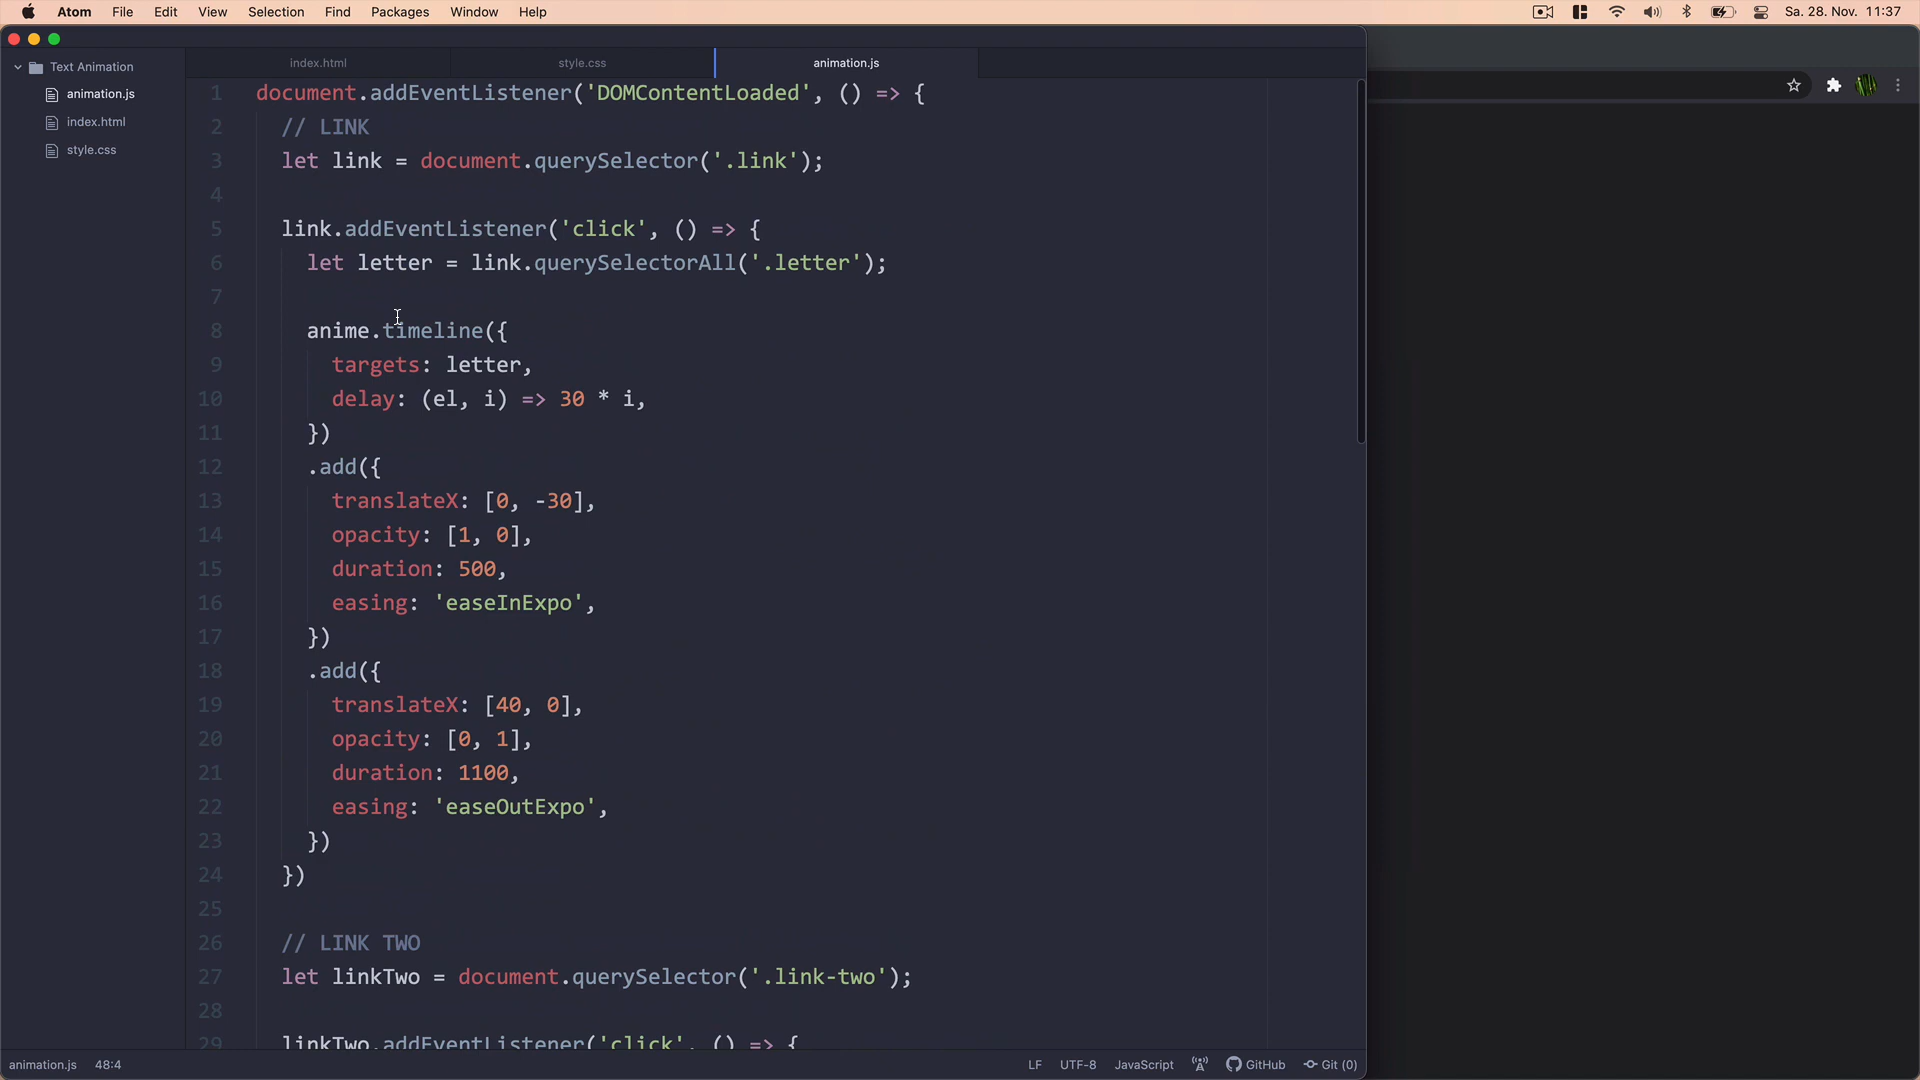 Atom File Edit View Selection Find Packages Window Help Sa. 28. Nov. 11:37
Text Animation
animation.js
index.html
style.css
index.html style.css animation.js
1 document.addEventListener('DOMContentLoaded', () => {
2 // LINK
3 let link = document.querySelector('.link');
4
5 link.addEventListener('click', () => {
6 let letter = link.querySelectorAll('.letter');
7
8 anime.timeline({
9 targets: letter,
10 delay: (el, i) => 30 * i,
11 })
12 .add({
13 translateX: [0, -30],
14 opacity: [1, 0],
15 duration: 500,
16 easing: 'easeInExpo',
17 })
18 .add({
19 translateX: [40, 0],
20 opacity: [0, 1],
21 duration: 1100,
22 easing: 'easeOutExpo',
23 })
24 })
25
26 // LINK TWO
27 let linkTwo = document.querySelector('.link-two');
28
29 linkTwo.addEventListener('click', () => {
animation.js 48:4 LF UTF-8 JavaScript GitHub Git (0)